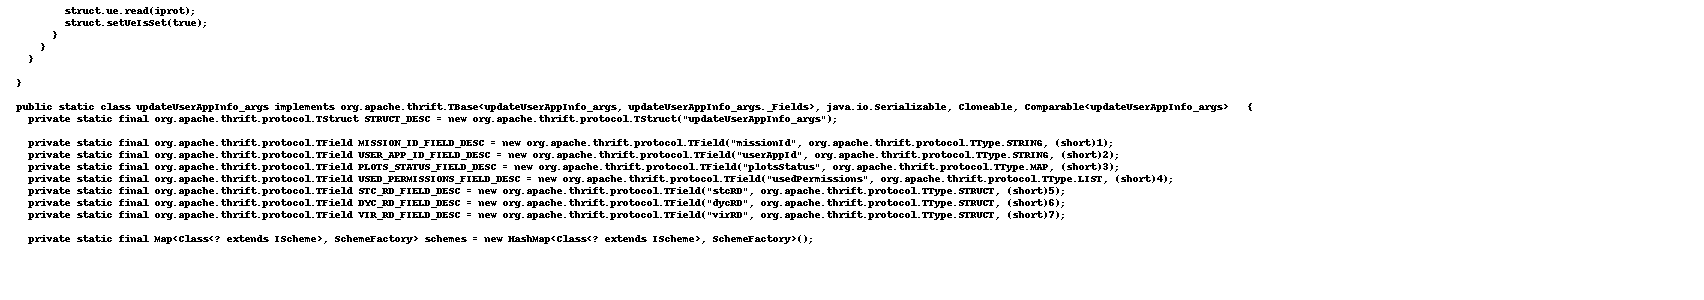 struct.ue.read(iprot);
struct.setUeIsSet(true);
}
}
}
}
public static class updateUserAppInfo_args implements org.apache.thrift.TBase<updateUserAppInfo_args, updateUserAppInfo_args._Fields>, java.io.Serializable, Cloneable, Comparable<updateUserAppInfo_args>   {
private static final org.apache.thrift.protocol.TStruct STRUCT_DESC = new org.apache.thrift.protocol.TStruct("updateUserAppInfo_args");
private static final org.apache.thrift.protocol.TField MISSION_ID_FIELD_DESC = new org.apache.thrift.protocol.TField("missionId", org.apache.thrift.protocol.TType.STRING, (short)1);
private static final org.apache.thrift.protocol.TField USER_APP_ID_FIELD_DESC = new org.apache.thrift.protocol.TField("userAppId", org.apache.thrift.protocol.TType.STRING, (short)2);
private static final org.apache.thrift.protocol.TField PLOTS_STATUS_FIELD_DESC = new org.apache.thrift.protocol.TField("plotsStatus", org.apache.thrift.protocol.TType.MAP, (short)3);
private static final org.apache.thrift.protocol.TField USED_PERMISSIONS_FIELD_DESC = new org.apache.thrift.protocol.TField("usedPermissions", org.apache.thrift.protocol.TType.LIST, (short)4);
private static final org.apache.thrift.protocol.TField STC_RD_FIELD_DESC = new org.apache.thrift.protocol.TField("stcRD", org.apache.thrift.protocol.TType.STRUCT, (short)5);
private static final org.apache.thrift.protocol.TField DYC_RD_FIELD_DESC = new org.apache.thrift.protocol.TField("dycRD", org.apache.thrift.protocol.TType.STRUCT, (short)6);
private static final org.apache.thrift.protocol.TField VIR_RD_FIELD_DESC = new org.apache.thrift.protocol.TField("virRD", org.apache.thrift.protocol.TType.STRUCT, (short)7);
private static final Map<Class<? extends IScheme>, SchemeFactory> schemes = new HashMap<Class<? extends IScheme>, SchemeFactory>();